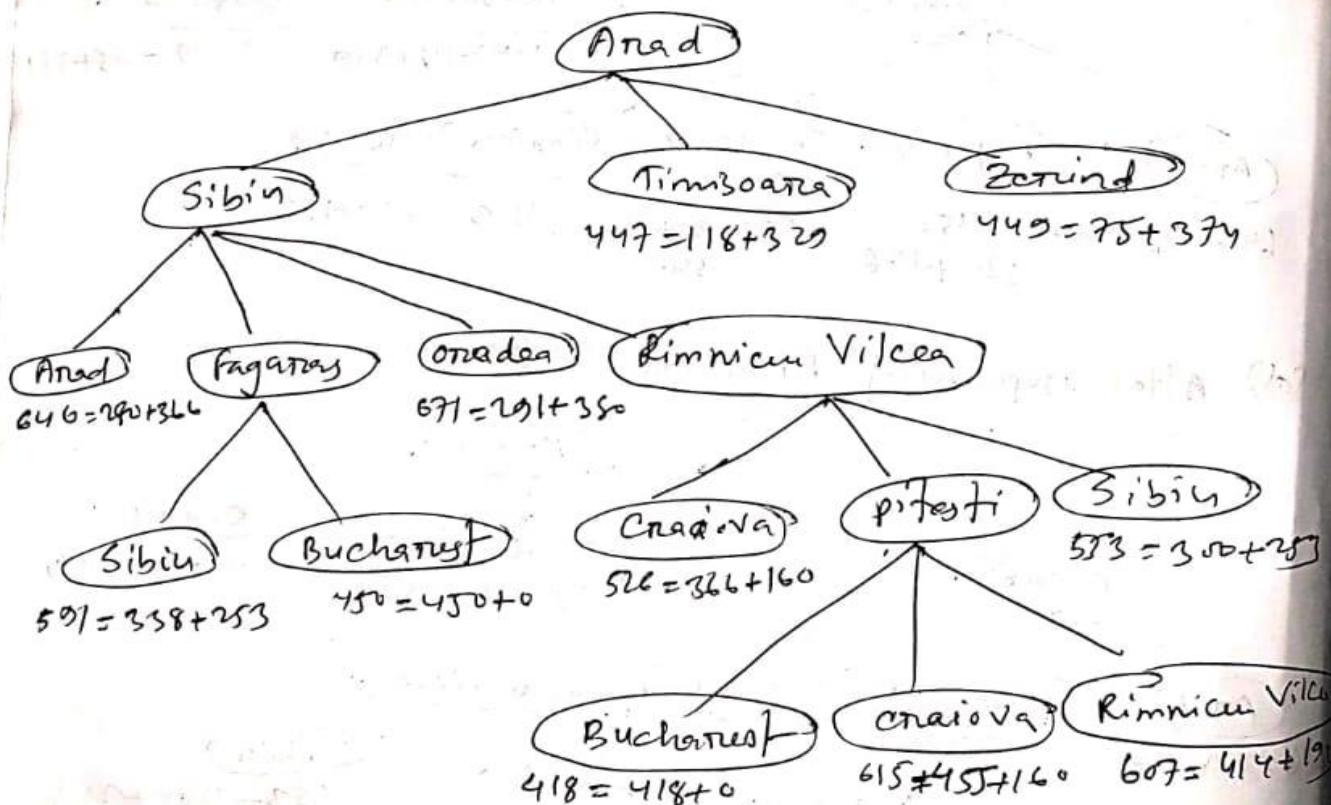 Arad
Sibiu
Timisoara
Zerind
447 = 118+329
449 = 75+374
Arad
Fagaras
Oradea
Rimnicu Vilcea
646 = 280+366
671 = 291+380
Sibiu
Bucharest
Craiova
Pitesti
Sibiu
591 = 338+253
450 = 450+0
526 = 366+160
553 = 300+253
Bucharest
Craiova
Rimnicu
418 = 418+0
615 = 455+160
607 = 414+19